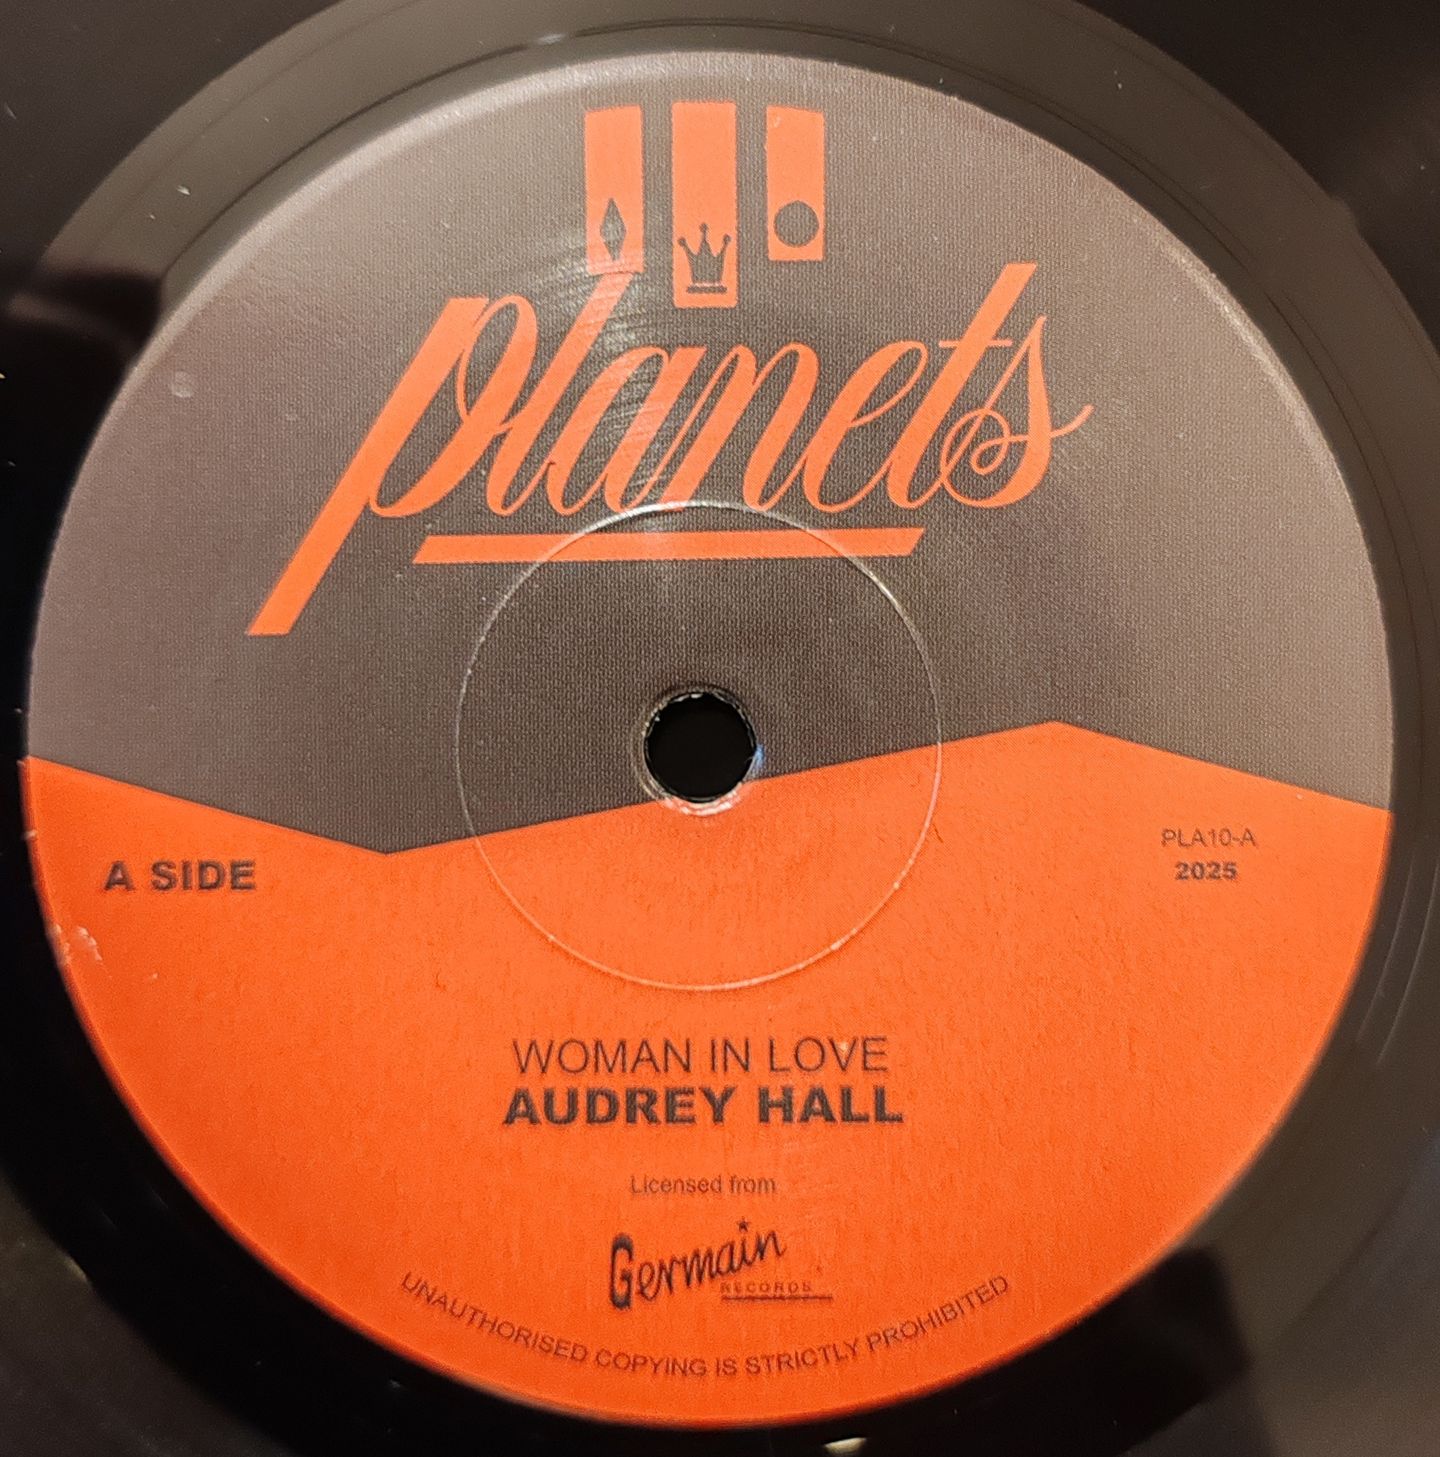 planets
A SIDE
PLA10-A
2025
WOMAN IN LOVE
AUDREY HALL
Licensed from
Germain
RECORDS
UNAUTHORISED COPYING IS STRICTLY PROHIBITED